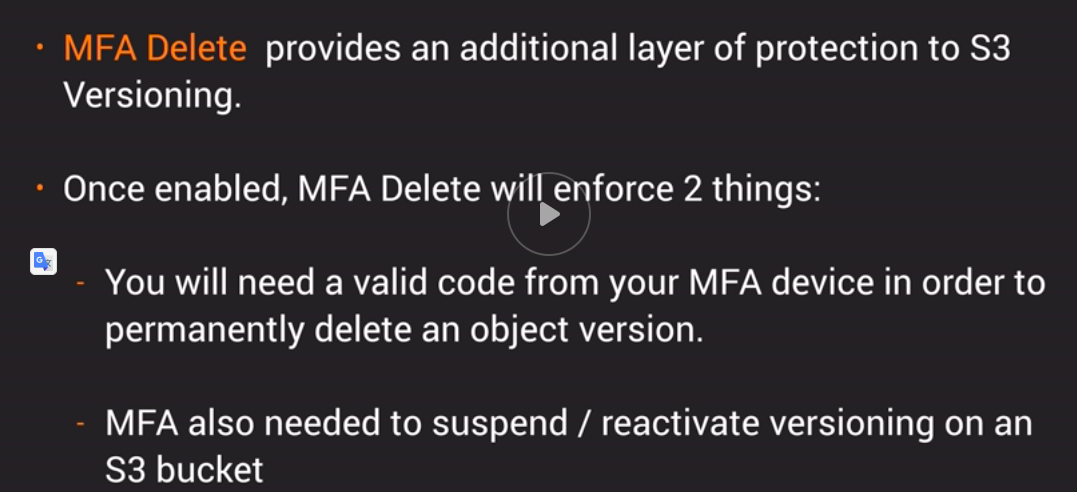 • MFA Delete provides an additional layer of protection to S3
Versioning.
• Once enabled, MFA Delete will enforce 2 things:
- You will need a valid code from your MFA device in order to
permanently delete an object version.
- MFA also needed to suspend / reactivate versioning on an
S3 bucket